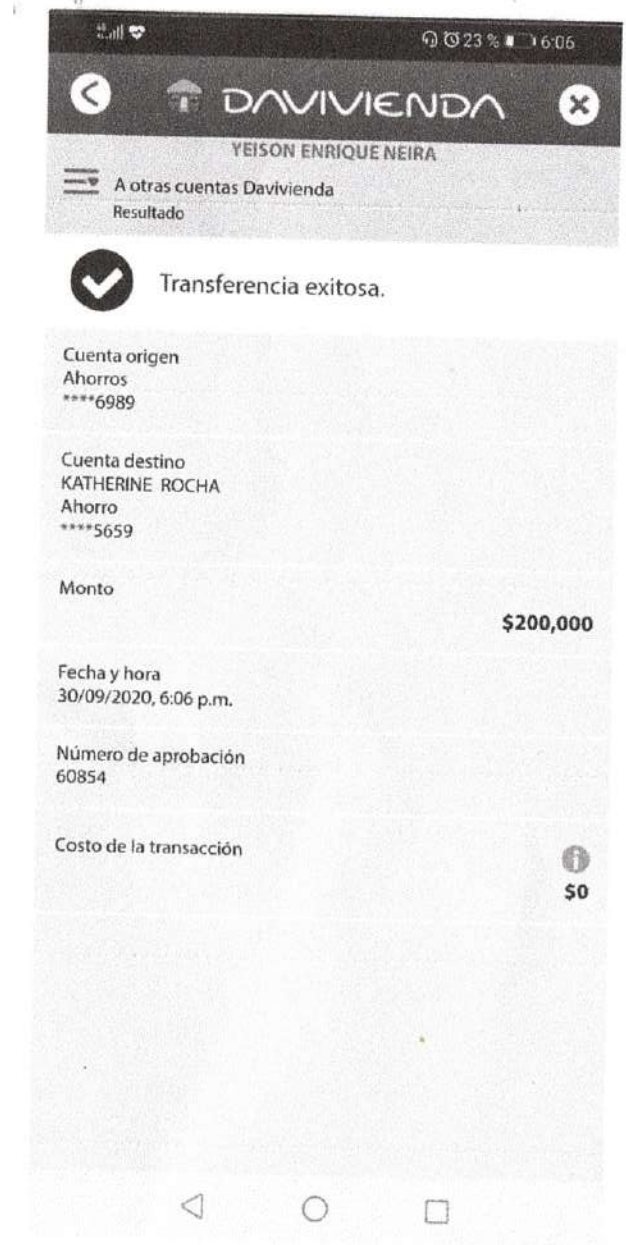 23 % 6:06
DAVIVIENDA
YEISON ENRIQUE NEIRA
A otras cuentas Davivienda
Resultado
Transferencia exitosa.
Cuenta origen
Ahorros
****6989
Cuenta destino
KATHERINE ROCHA
Ahorro
****5659
Monto
$200,000
Fecha y hora
30/09/2020, 6:06 p.m.
Número de aprobación
60854
Costo de la transacción
$0